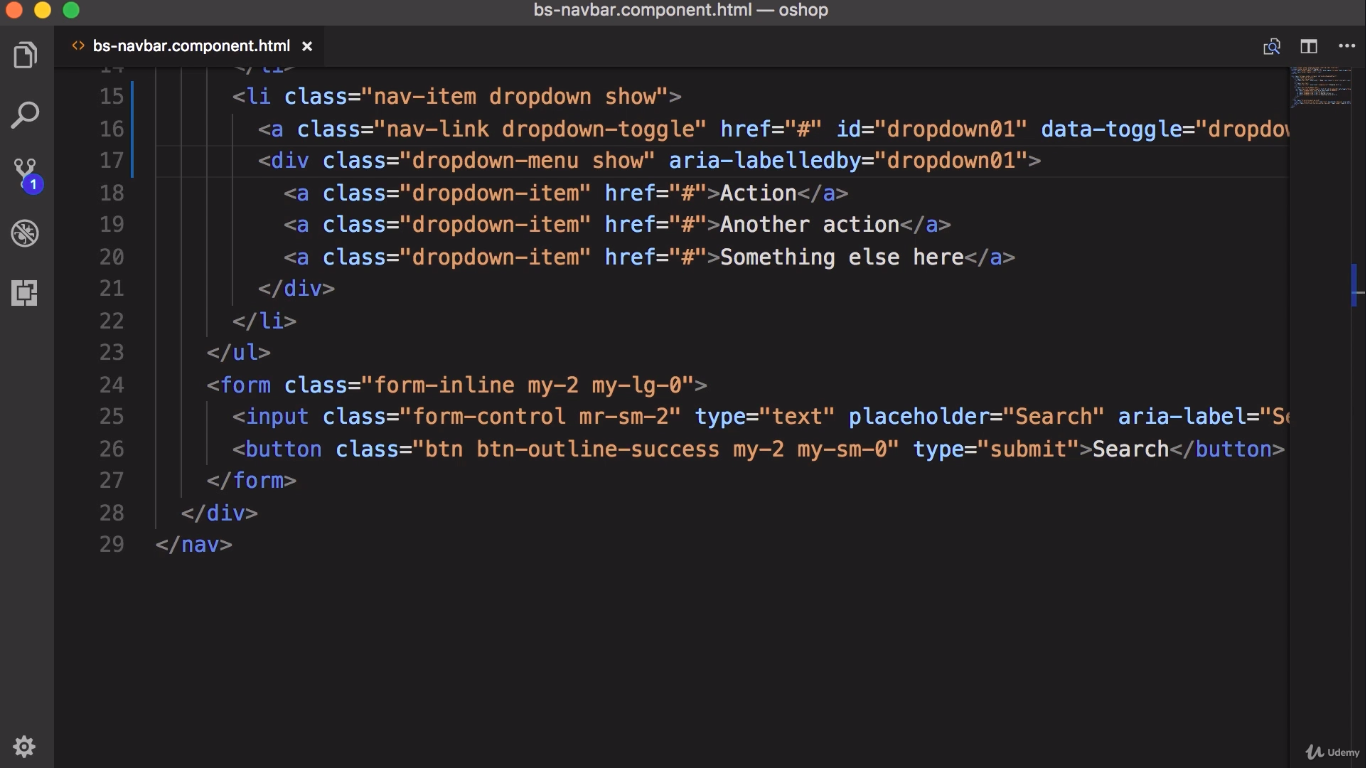 bs-navbar.component.html — oshop
bs-navbar.component.html
14 </li>
15 <li class="nav-item dropdown show">
16 <a class="nav-link dropdown-toggle" href="#" id="dropdown01" data-toggle="dropdow
17 <div class="dropdown-menu show" aria-labelledby="dropdown01">
18 <a class="dropdown-item" href="#">Action</a>
19 <a class="dropdown-item" href="#">Another action</a>
20 <a class="dropdown-item" href="#">Something else here</a>
21 </div>
22 </li>
23 </ul>
24 <form class="form-inline my-2 my-lg-0">
25 <input class="form-control mr-sm-2" type="text" placeholder="Search" aria-label="Se
26 <button class="btn btn-outline-success my-2 my-sm-0" type="submit">Search</button>
27 </form>
28 </div>
29 </nav>
1
Udemy